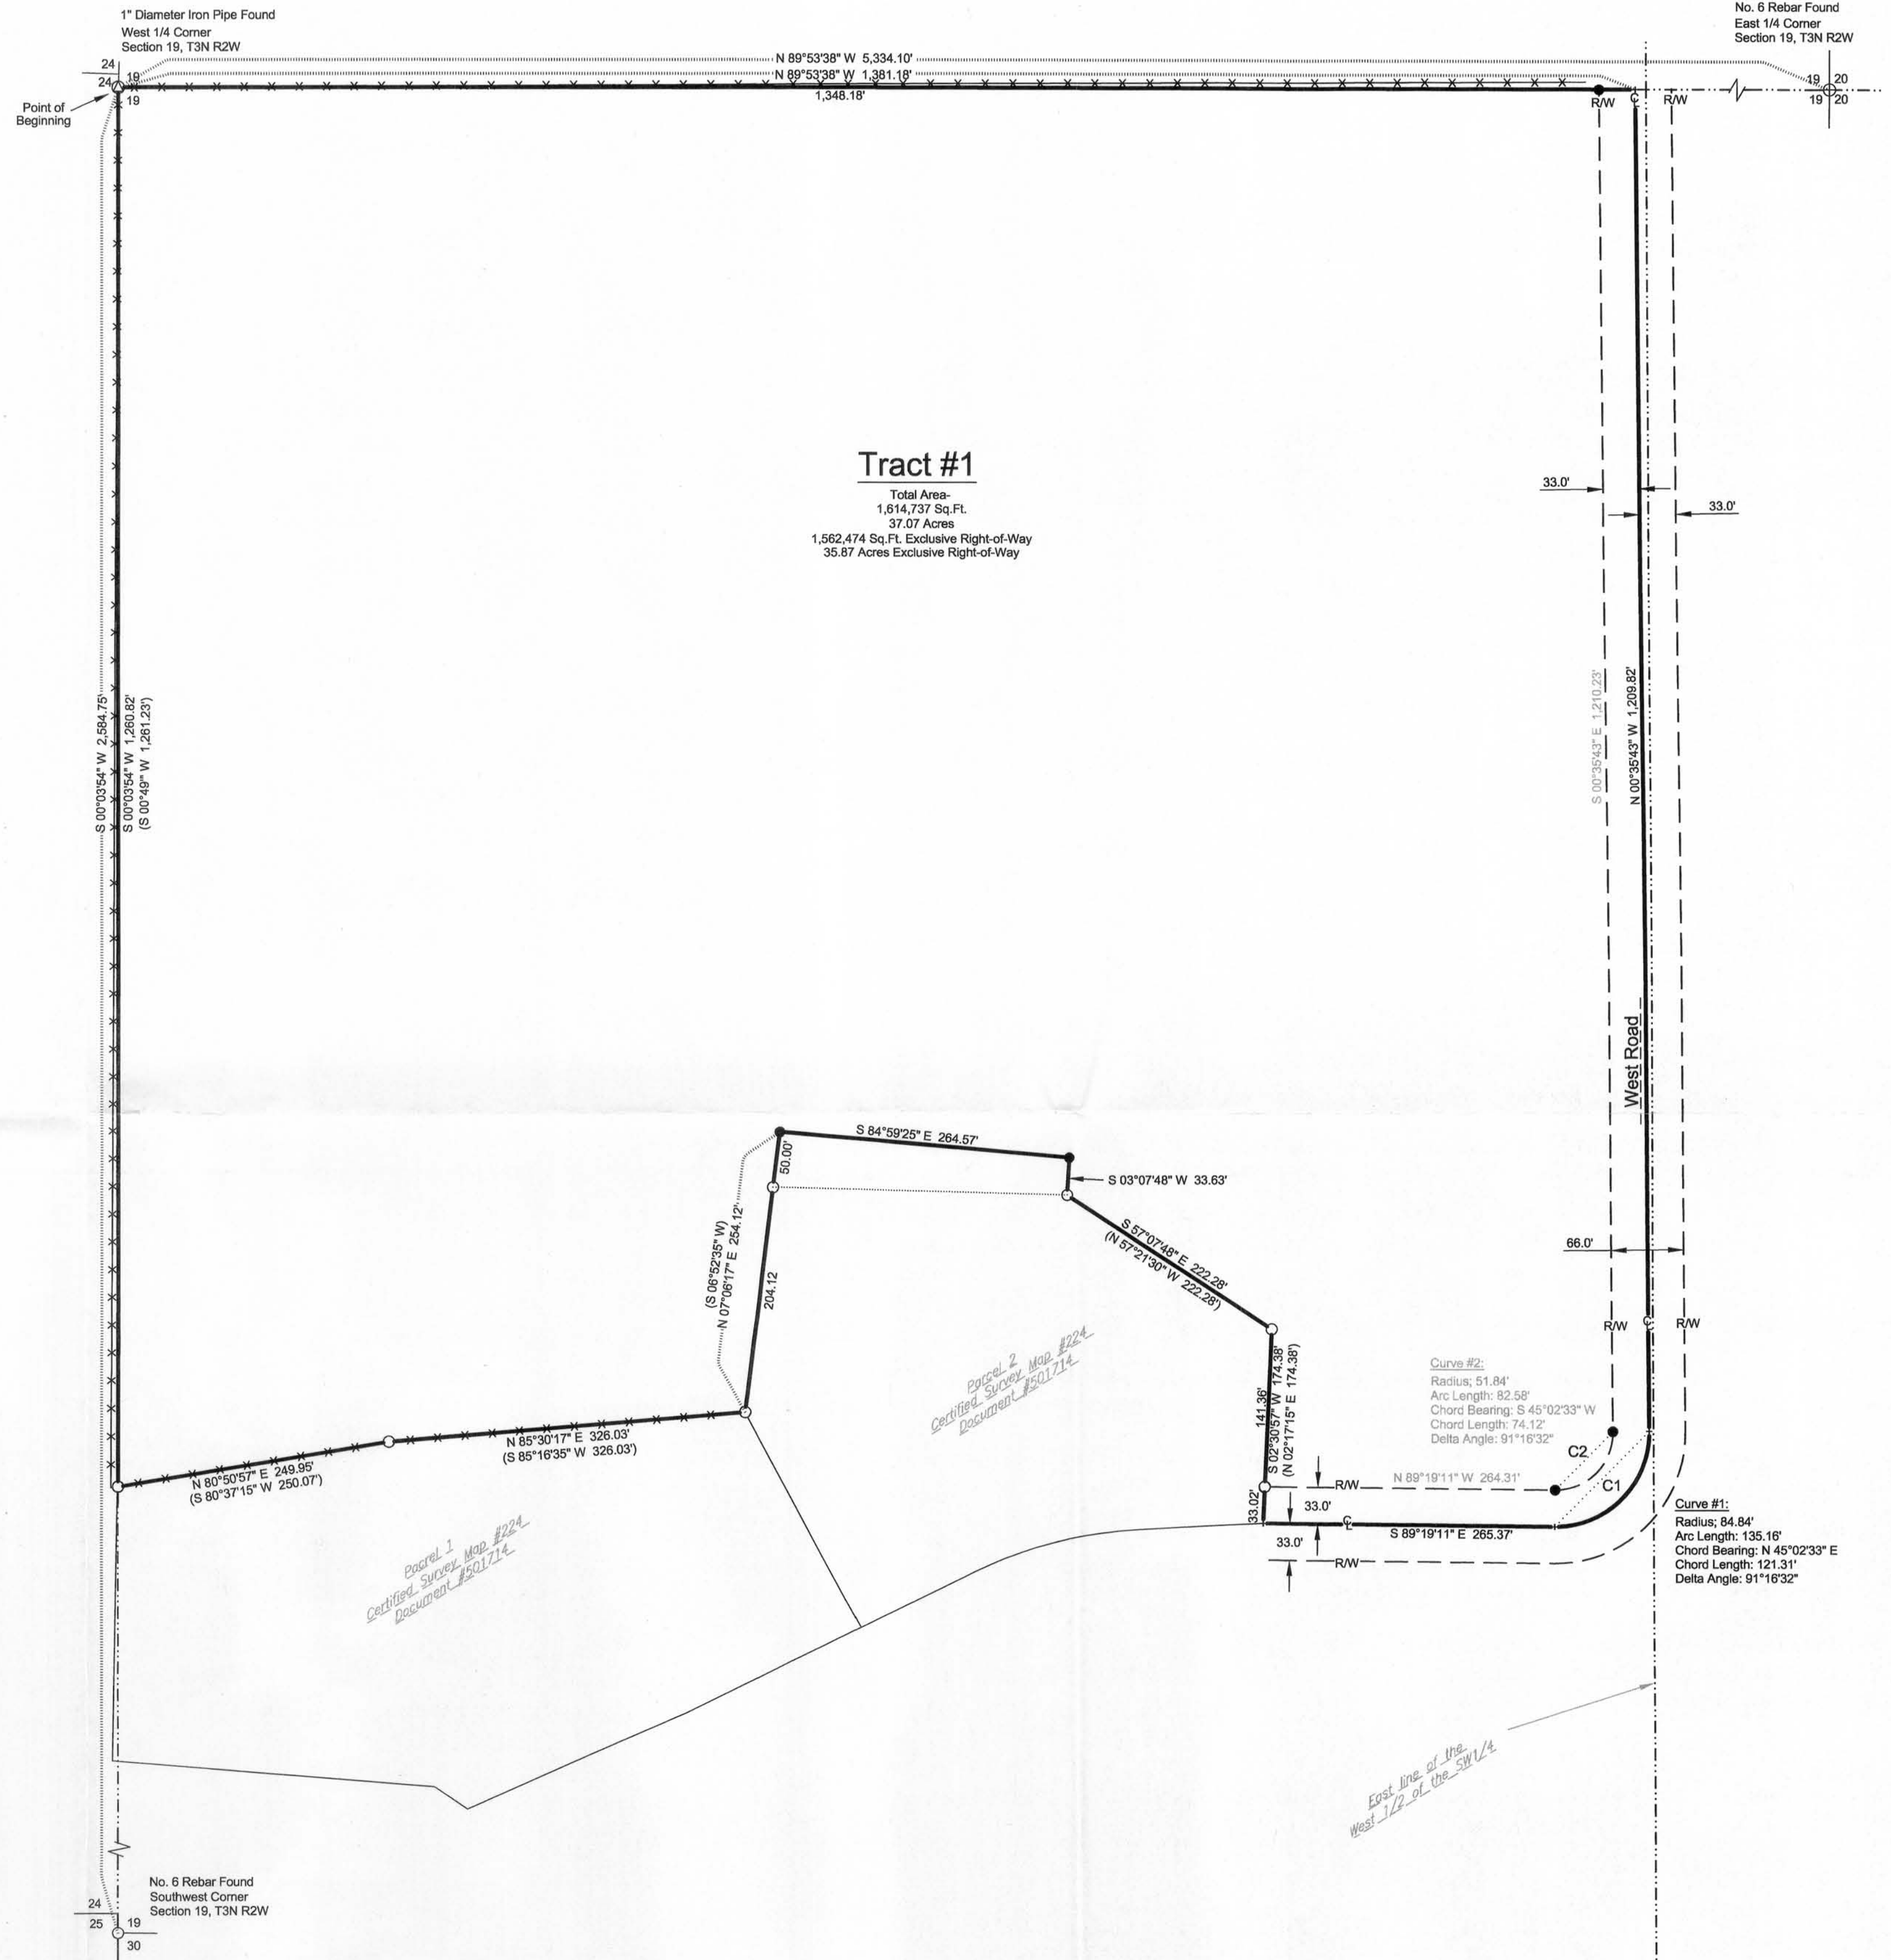 1" Diameter Iron Pipe Found
West 1/4 Corner
Section 19, T3N R2W
No. 6 Rebar Found
East 1/4 Corner
Section 19, T3N R2W
24
24
19
19
Point of
Beginning
N 89°53'38" W 5,334.10'
N 89°53'38" W 1,381.18'
1,348.18'
R/W
C̵L
R/W
19
20
19
20
Tract #1
Total Area-
1,614,737 Sq.Ft.
37.07 Acres
1,562,474 Sq.Ft. Exclusive Right-of-Way
35.87 Acres Exclusive Right-of-Way
33.0'
33.0'
S 00°03'54" W 2,584.75'
S 00°03'54" W 1,260.82'
(S 00°49'" W 1,261.23')
S 00°35'43" E 1,210.23'
N 00°35'43" W 1,209.82'
West Road
S 84°59'25" E 264.57'
50.00'
S 03°07'48" W 33.63'
(S 06°52'35" W)
N 07°06'17" E 254.12'
204.12
S 57°07'48" E 222.28'
(N 57°21'30" W 222.28')
66.0'
R/W
CL
R/W
Parcel 2
Certified Survey Map #224
Document #501714
141.36'
S 02°30'57" W 174.38'
(N 02°17'15" E 174.38')
Curve #2:
Radius; 51.84'
Arc Length: 82.58'
Chord Bearing: S 45°02'33" W
Chord Length: 74.12'
Delta Angle: 91°16'32"
N 85°30'17" E 326.03'
(S 85°16'35" W 326.03')
N 80°50'57" E 249.95'
(S 80°37'15" W 250.07')
C2
C1
R/W
N 89°19'11" W 264.31'
33.02'
33.0'
CL
S 89°19'11" E 265.37'
33.0'
R/W
Curve #1:
Radius; 84.84'
Arc Length: 135.16'
Chord Bearing: N 45°02'33" E
Chord Length: 121.31'
Delta Angle: 91°16'32"
Pacrel 1
Certified Survey Map #224
Document #501714
East line of the
West 1/2 of the SW1/4
No. 6 Rebar Found
Southwest Corner
Section 19, T3N R2W
24
25
19
30